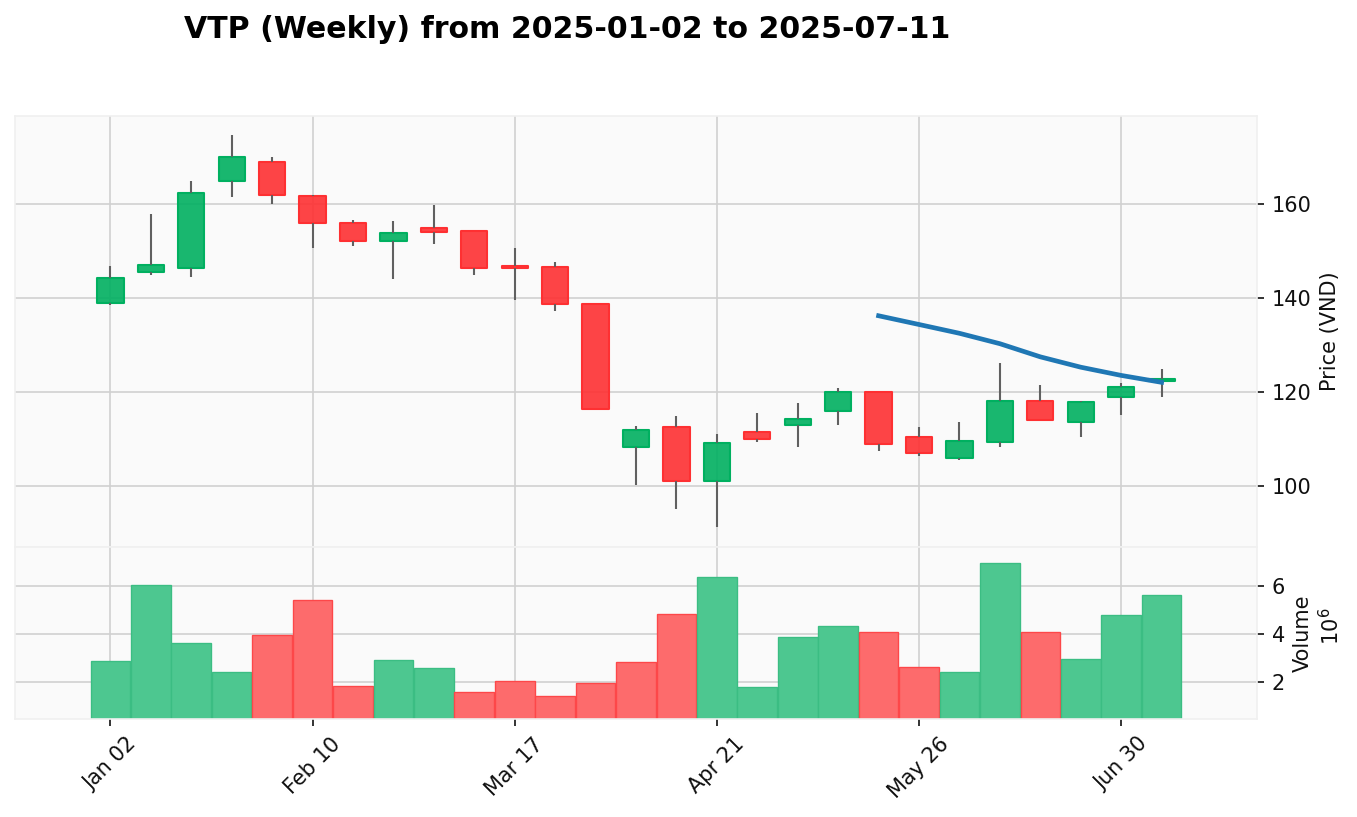 VTP (Weekly) from 2025-01-02 to 2025-07-11
160
140
120
100
Price (VND)
6
4
2
Volume
10⁶
Jan 02
Feb 10
Mar 17
Apr 21
May 26
Jun 30